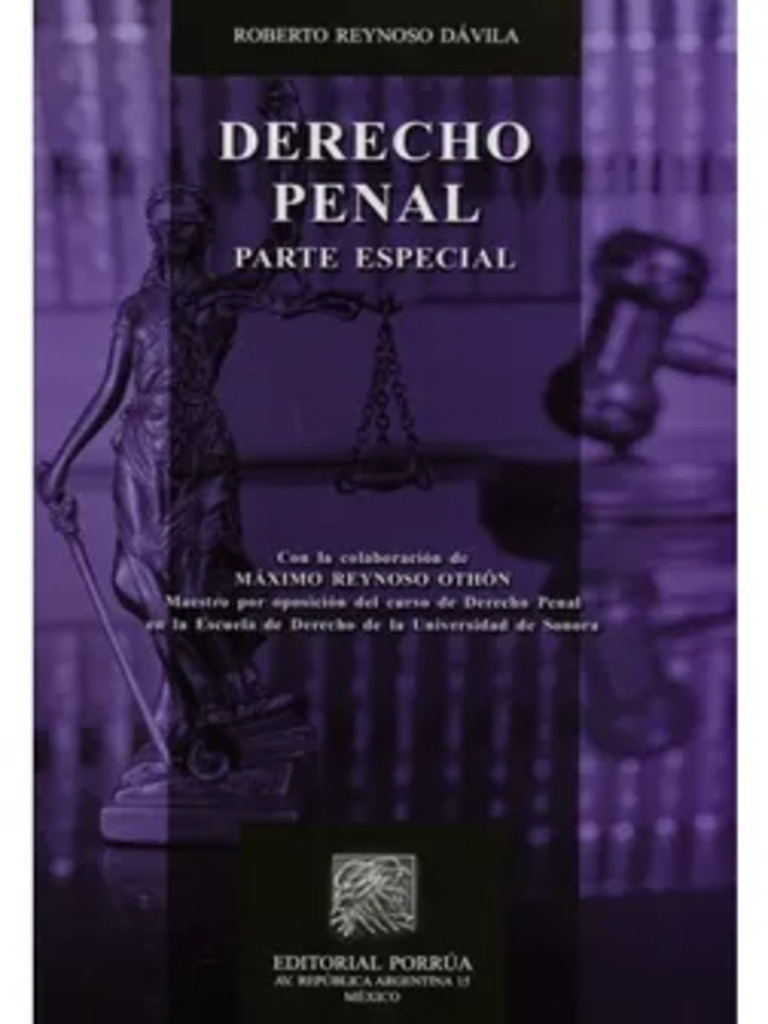 ROBERTO REYNOSO DÁVILA
DERECHO
PENAL
PARTE ESPECIAL
Con la colaboración de
MÁXIMO REYNOSO OTHÓN
Maestro por oposición del curso de Derecho Penal
en la Escuela de Derecho de la Universidad de Sonora
EDITORIAL PORRÚA
AV. REPÚBLICA ARGENTINA 15
MÉXICO